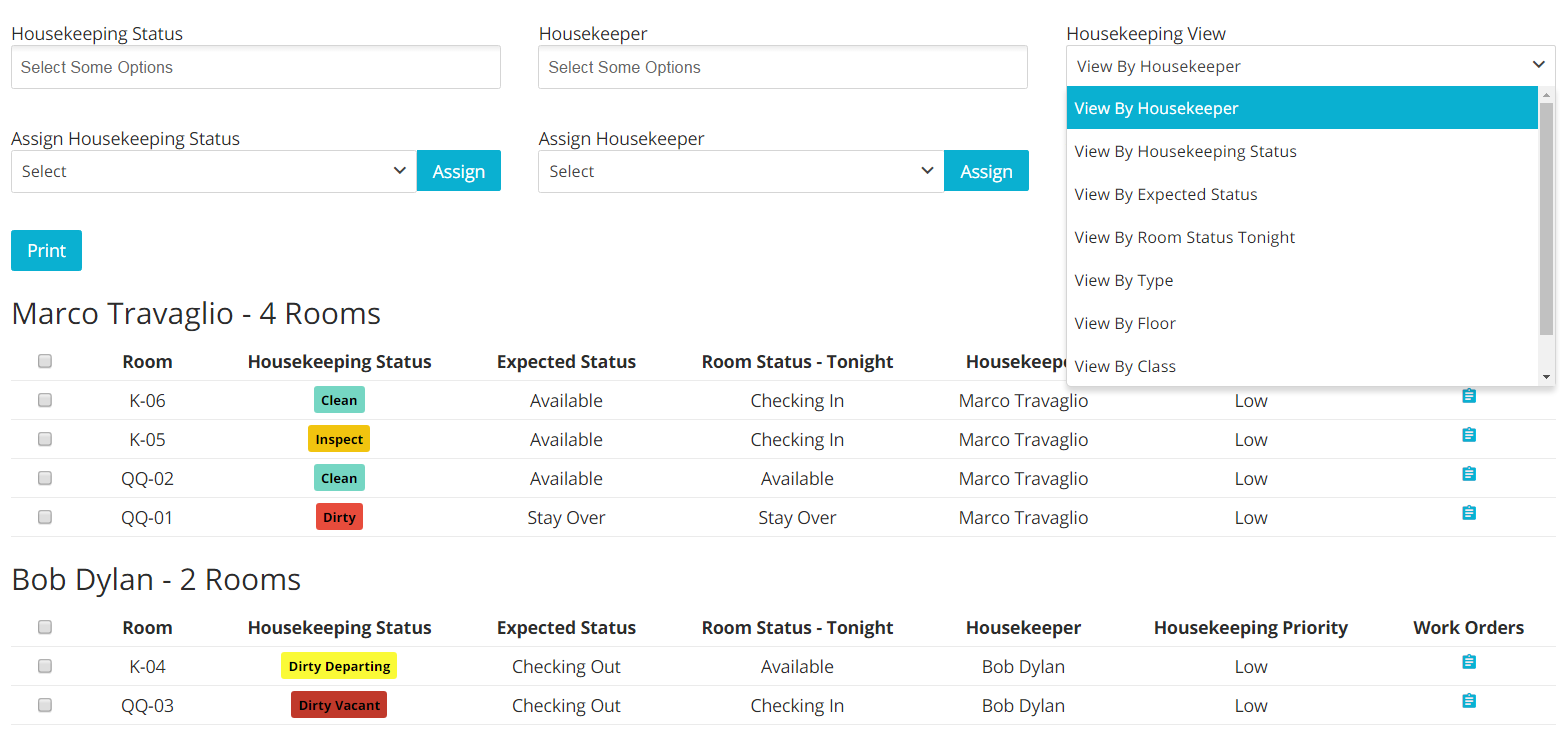 Housekeeping Status Housekeeper Housekeeping View
Select Some Options Select Some Options View By Housekeeper
View By Housekeeper
Assign Housekeeping Status Assign Housekeeper View By Housekeeping Status
Select Assign Select Assign
View By Expected Status
View By Room Status Tonight
Print
View By Type
Marco Travaglio - 4 Rooms View By Floor
Room Housekeeping Status Expected Status Room Status - Tonight Housekeepe View By Class
K-06 Clean Available Checking In Marco Travaglio Low
K-05 Inspect Available Checking In Marco Travaglio Low
QQ-02 Clean Available Available Marco Travaglio Low
QQ-01 Dirty Stay Over Stay Over Marco Travaglio Low
Bob Dylan - 2 Rooms
Room Housekeeping Status Expected Status Room Status - Tonight Housekeeper Housekeeping Priority Work Orders
K-04 Dirty Departing Checking Out Available Bob Dylan Low
QQ-03 Dirty Vacant Checking Out Checking In Bob Dylan Low